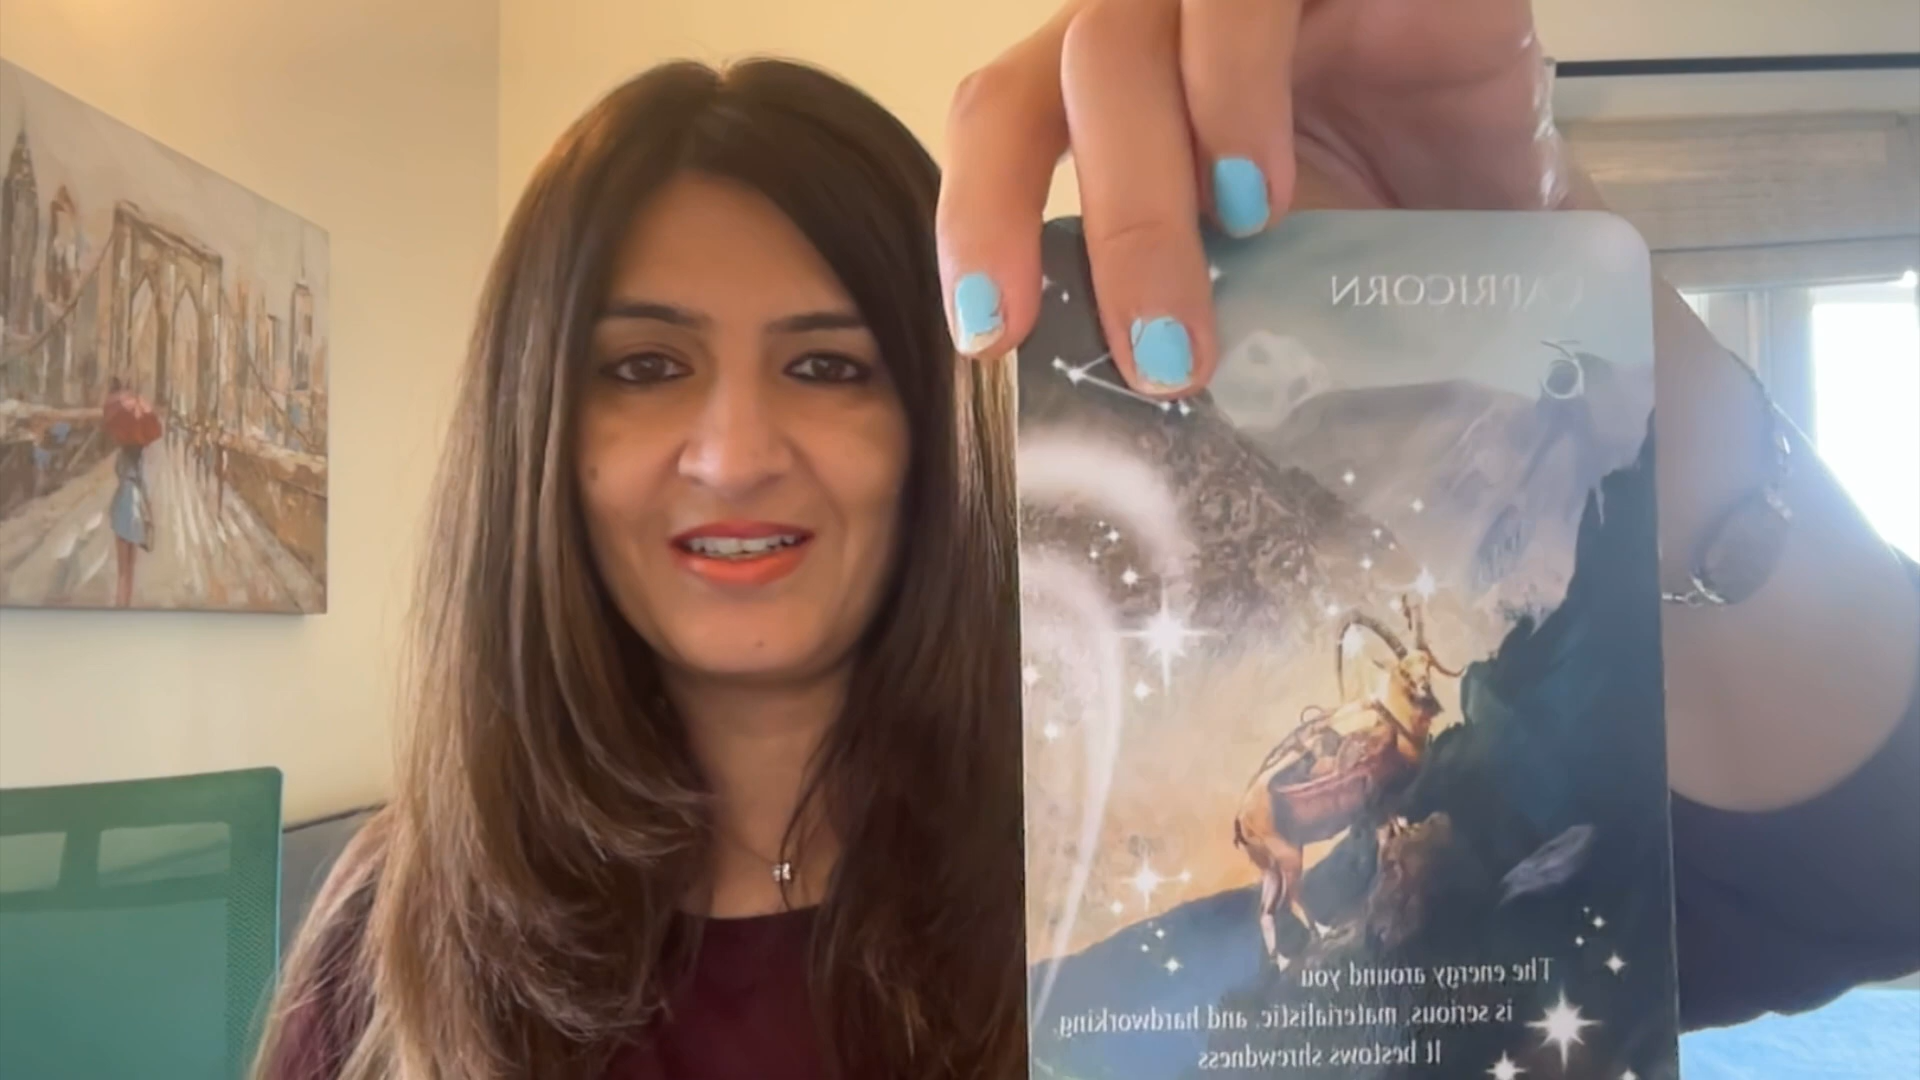 CAPRICORN
The energy around you
is serious, materialistic, and hardworking.
It bestows shrewdness